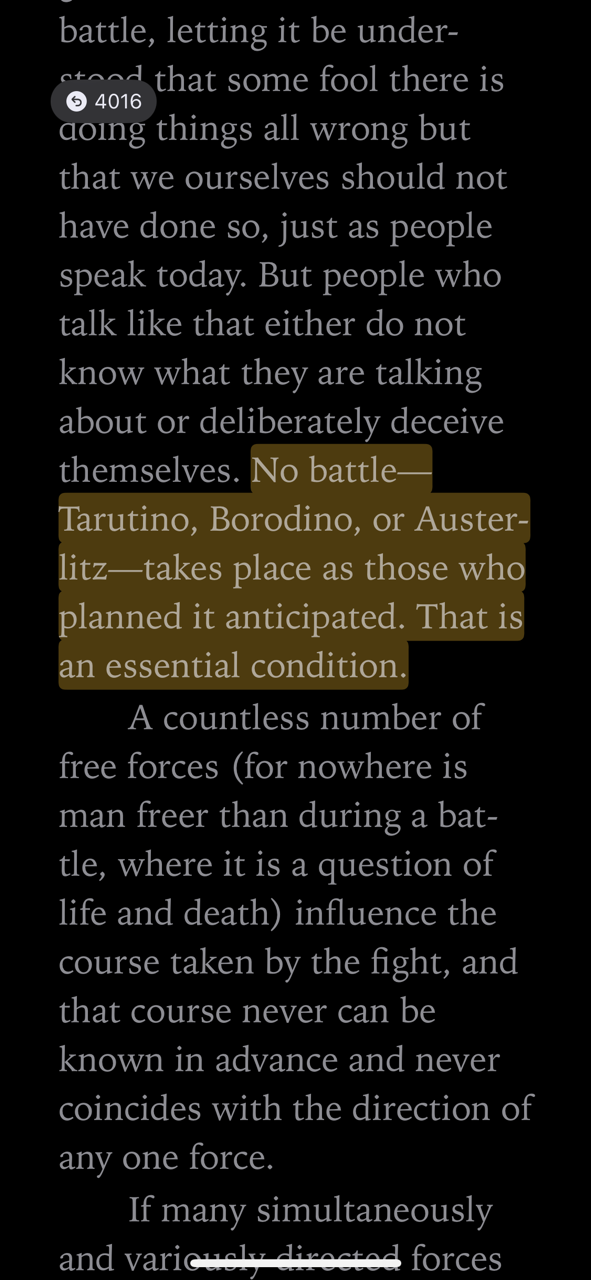 battle, letting it be under-
stood that some fool there is
4016
doing things all wrong but
that we ourselves should not
have done so, just as people
speak today. But people who
talk like that either do not
know what they are talking
about or deliberately deceive
themselves. No battle—
Tarutino, Borodino, or Auster-
litz—takes place as those who
planned it anticipated. That is
an essential condition.
A countless number of
free forces (for nowhere is
man freer than during a bat-
tle, where it is a question of
life and death) influence the
course taken by the fight, and
that course never can be
known in advance and never
coincides with the direction of
any one force.
If many simultaneously
and variously directed forces